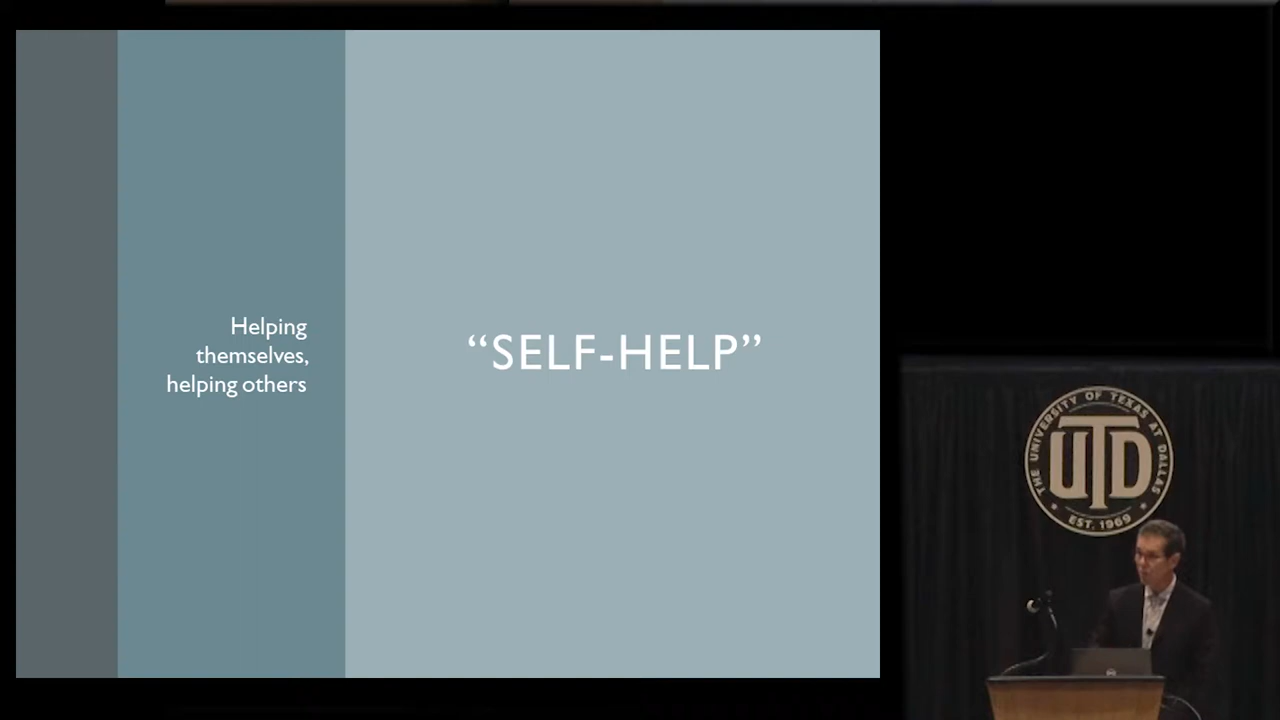 Helping
themselves,
helping others
“SELF-HELP”
THE UNIVERSITY OF TEXAS AT DALLAS
UTD
EST. 1969